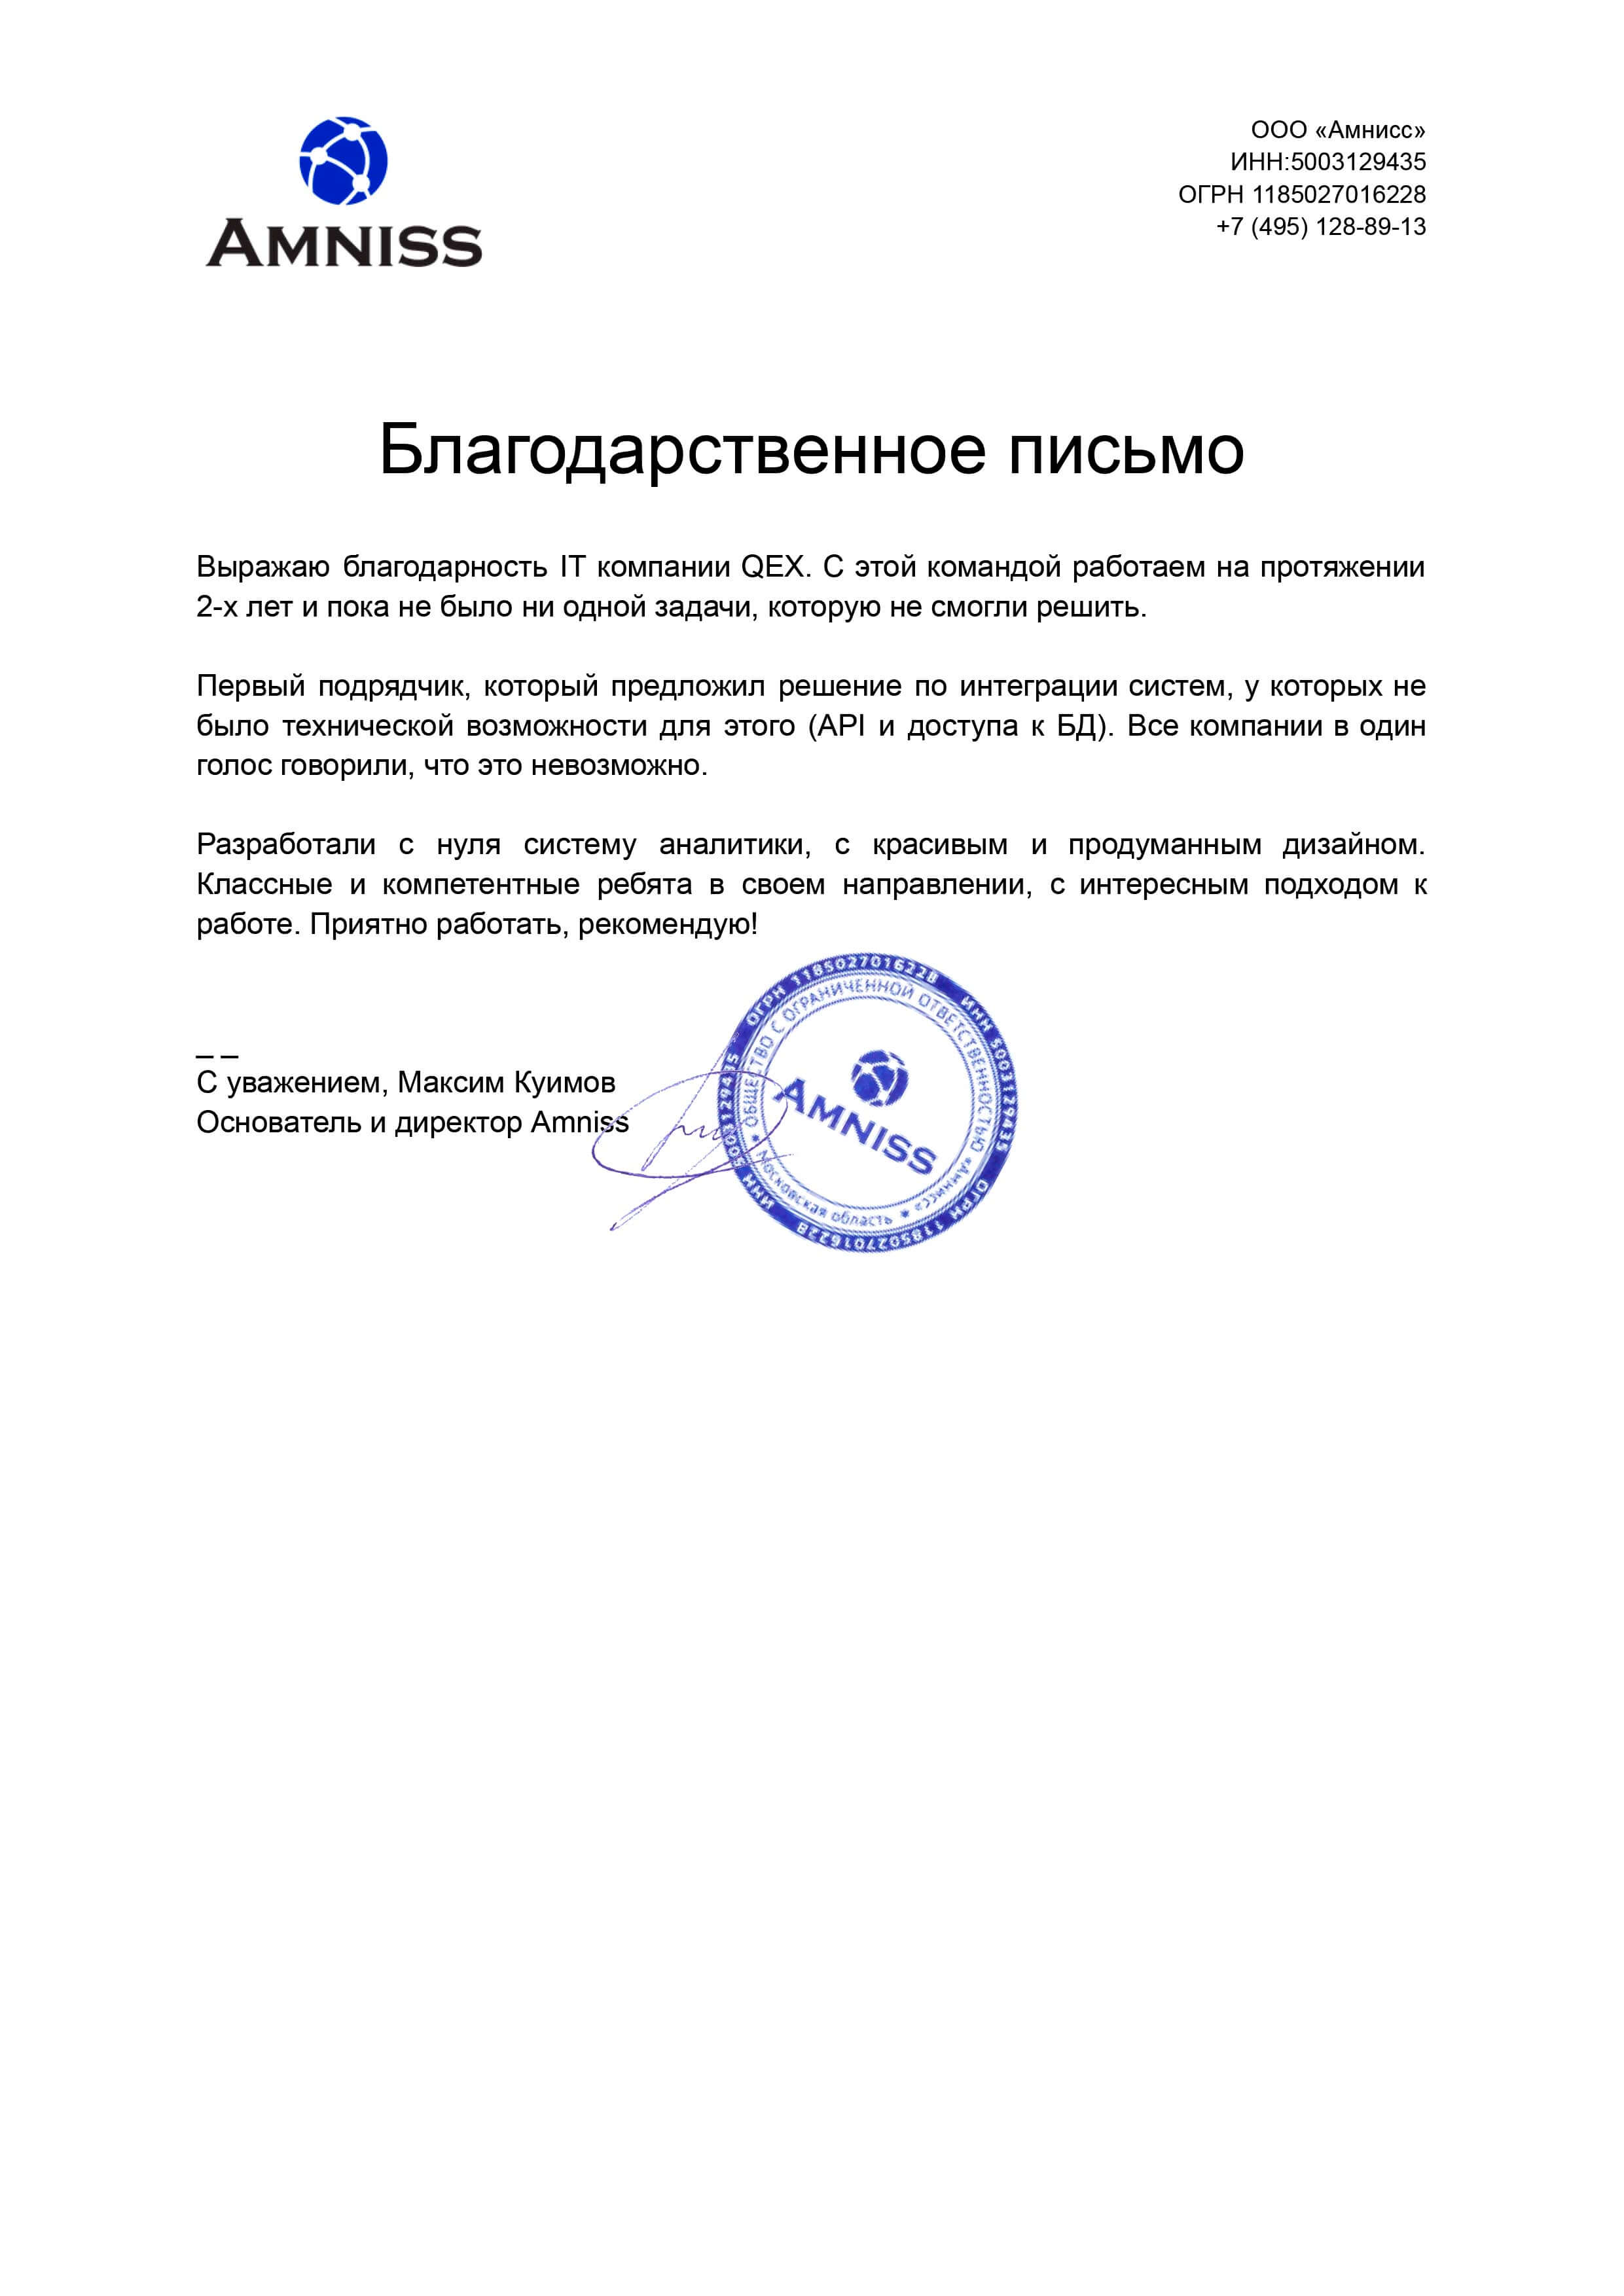 AMNISS
ООО «Амнисс»
ИНН:5003129435
ОГРН 1185027016228
+7 (495) 128-89-13
Благодарственное письмо
Выражаю благодарность IT компании QEX. С этой командой работаем на протяжении
2-х лет и пока не было ни одной задачи, которую не смогли решить.
Первый подрядчик, который предложил решение по интеграции систем, у которых не
было технической возможности для этого (API и доступа к БД). Все компании в один
голос говорили, что это невозможно.
Разработали с нуля систему аналитики, с красивым и продуманным дизайном.
Классные и компетентные ребята в своем направлении, с интересным подходом к
работе. Приятно работать, рекомендую!
_ _
С уважением, Максим Куимов
Основатель и директор Amniss
ОГРН 1185027016228 ИНН 5003129435 ОГРН 1185027016228 ИНН 5003129435
* ОБЩЕСТВО С ОГРАНИЧЕННОЙ ОТВЕТСТВЕННОСТЬЮ «Амнисс» * Московская область
AMNISS